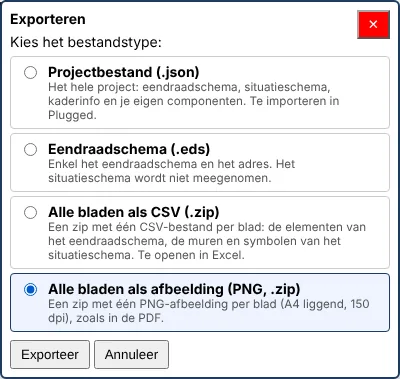 Exporteren
×
Kies het bestandstype:
Projectbestand (.json)
Het hele project: eendraadschema, situatieschema,
kaderinfo en je eigen componenten. Te importeren in
Plugged.
Eendraadschema (.eds)
Enkel het eendraadschema en het adres. Het
situatieschema wordt niet meegenomen.
Alle bladen als CSV (.zip)
Een zip met één CSV-bestand per blad: de elementen van
het eendraadschema, de muren en symbolen van het
situatieschema. Te openen in Excel.
Alle bladen als afbeelding (PNG, .zip)
Een zip met één PNG-afbeelding per blad (A4 liggend, 150
dpi), zoals in de PDF.
Exporteer
Annuleer